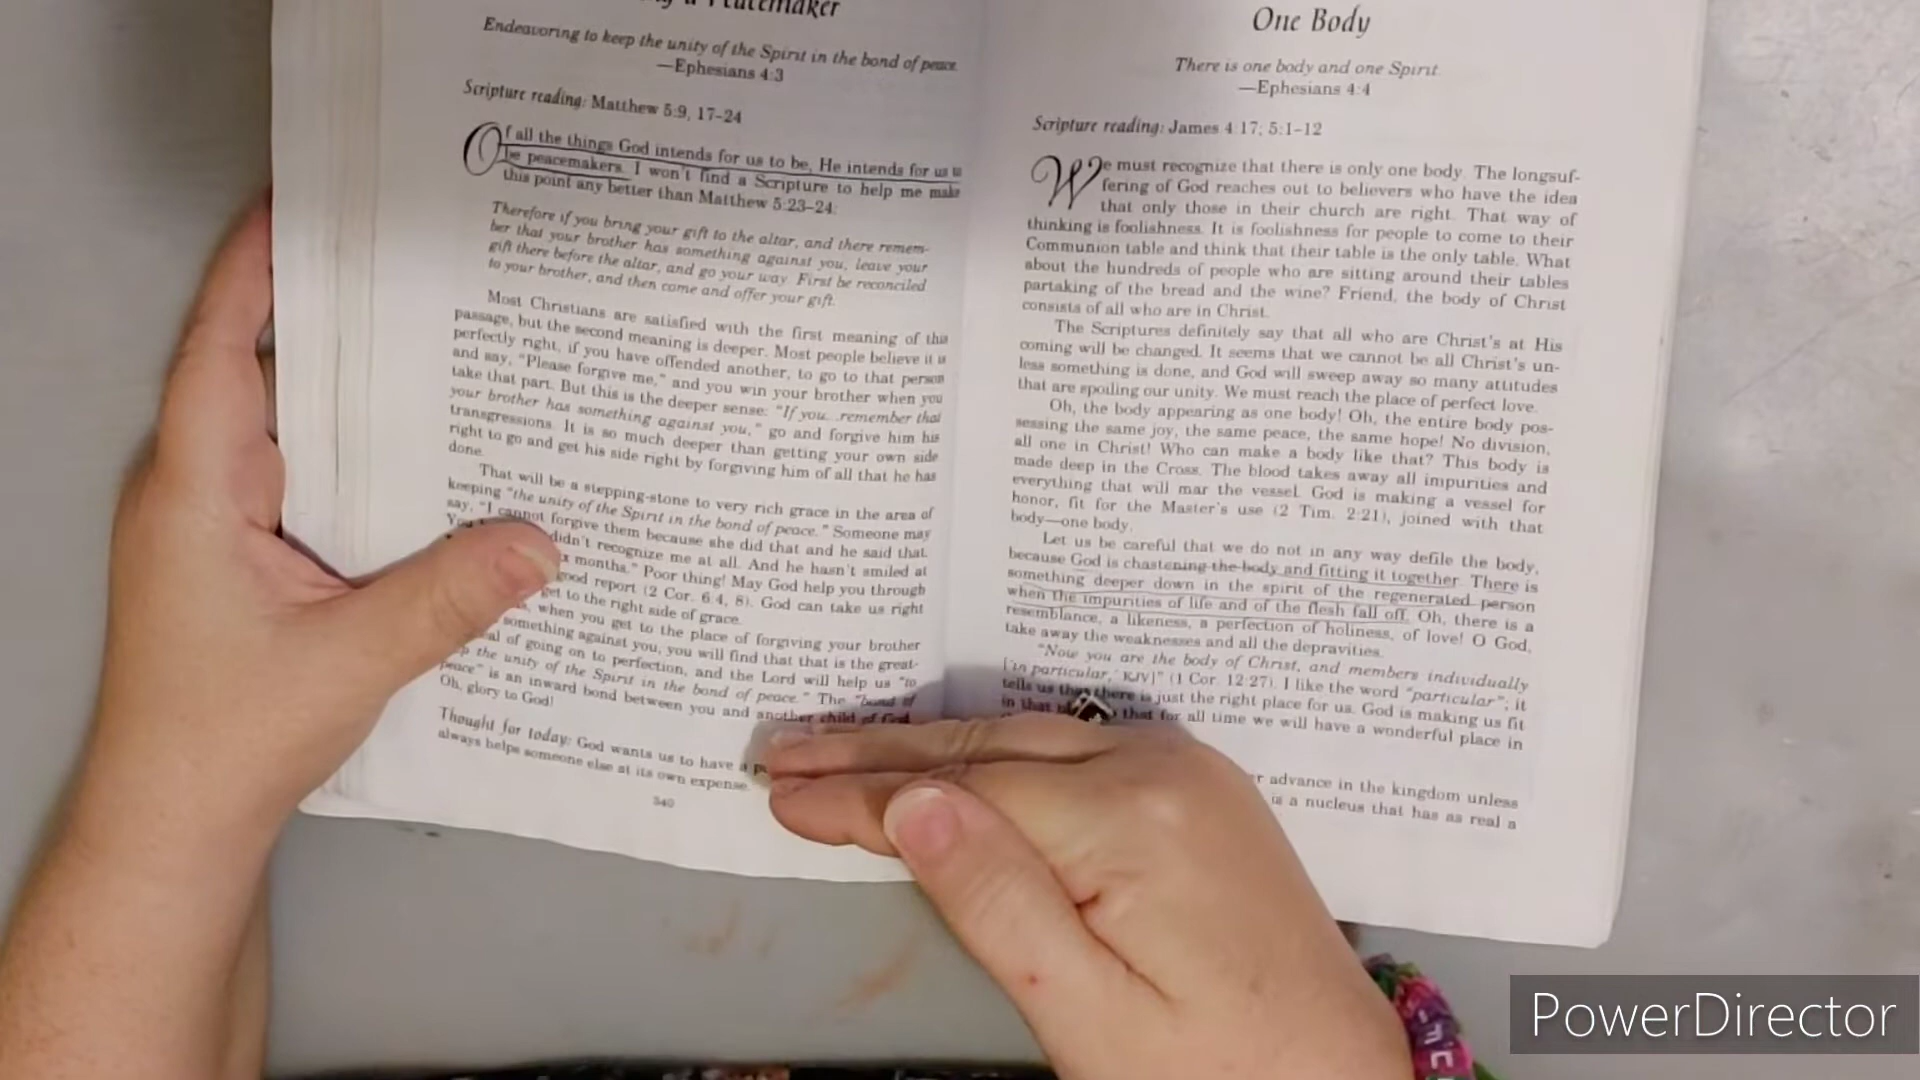 a Peacemaker
Endeavoring to keep the unity of the Spirit in the bond of peace.
—Ephesians 4:3
Scripture reading: Matthew 5:9, 17–24
Of all the things God intends for us to be, He intends for us to
be peacemakers. I won't find a Scripture to help me make
this point any better than Matthew 5:23–24:
Therefore if you bring your gift to the altar, and there remem-
ber that your brother has something against you, leave your
gift there before the altar, and go your way. First be reconciled
to your brother, and then come and offer your gift.
Most Christians are satisfied with the first meaning of this
passage, but the second meaning is deeper. Most people believe it is
perfectly right, if you have offended another, to go to that person
and say, "Please forgive me," and you win your brother when you
take that part. But this is the deeper sense: "If you...remember that
your brother has something against you," go and forgive him his
transgressions. It is so much deeper than getting your own side
right to go and get his side right by forgiving him of all that he has
done.
That will be a stepping-stone to very rich grace in the area of
keeping "the unity of the Spirit in the bond of peace." Someone may
say, "I cannot forgive them because she did that and he said that.
You didn't recognize me at all. And he hasn't smiled at
months." Poor thing! May God help you through
good report (2 Cor. 6:4, 8). God can take us right
get to the right side of grace.
when you get to the place of forgiving your brother
something against you, you will find that that is the great-
of going on to perfection, and the Lord will help us "to
the unity of the Spirit in the bond of peace." The "bond of
peace" is an inward bond between you and another child of God.
Oh, glory to God!
Thought for today: God wants us to have a
always helps someone else at its own expense.
340
One Body
There is one body and one Spirit.
—Ephesians 4:4
Scripture reading: James 4:17; 5:1–12
We must recognize that there is only one body. The longsuf-
fering of God reaches out to believers who have the idea
that only those in their church are right. That way of
thinking is foolishness. It is foolishness for people to come to their
Communion table and think that their table is the only table. What
about the hundreds of people who are sitting around their tables
partaking of the bread and the wine? Friend, the body of Christ
consists of all who are in Christ.
The Scriptures definitely say that all who are Christ's at His
coming will be changed. It seems that we cannot be all Christ's un-
less something is done, and God will sweep away so many attitudes
that are spoiling our unity. We must reach the place of perfect love.
Oh, the body appearing as one body! Oh, the entire body pos-
sessing the same joy, the same peace, the same hope! No division,
all one in Christ! Who can make a body like that? This body is
made deep in the Cross. The blood takes away all impurities and
everything that will mar the vessel. God is making a vessel for
honor, fit for the Master's use (2 Tim. 2:21), joined with that
body—one body.
Let us be careful that we do not in any way defile the body,
because God is chastening the body and fitting it together. There is
something deeper down in the spirit of the regenerated person
when the impurities of life and of the flesh fall off. Oh, there is a
resemblance, a likeness, a perfection of holiness, of love! O God,
take away the weaknesses and all the depravities.
"Now you are the body of Christ, and members individually
['in particular,' KJV]" (1 Cor. 12:27). I like the word "particular"; it
tells us that there is just the right place for us. God is making us fit
in that that for all time we will have a wonderful place in
advance in the kingdom unless
is a nucleus that has as real a
PowerDirector